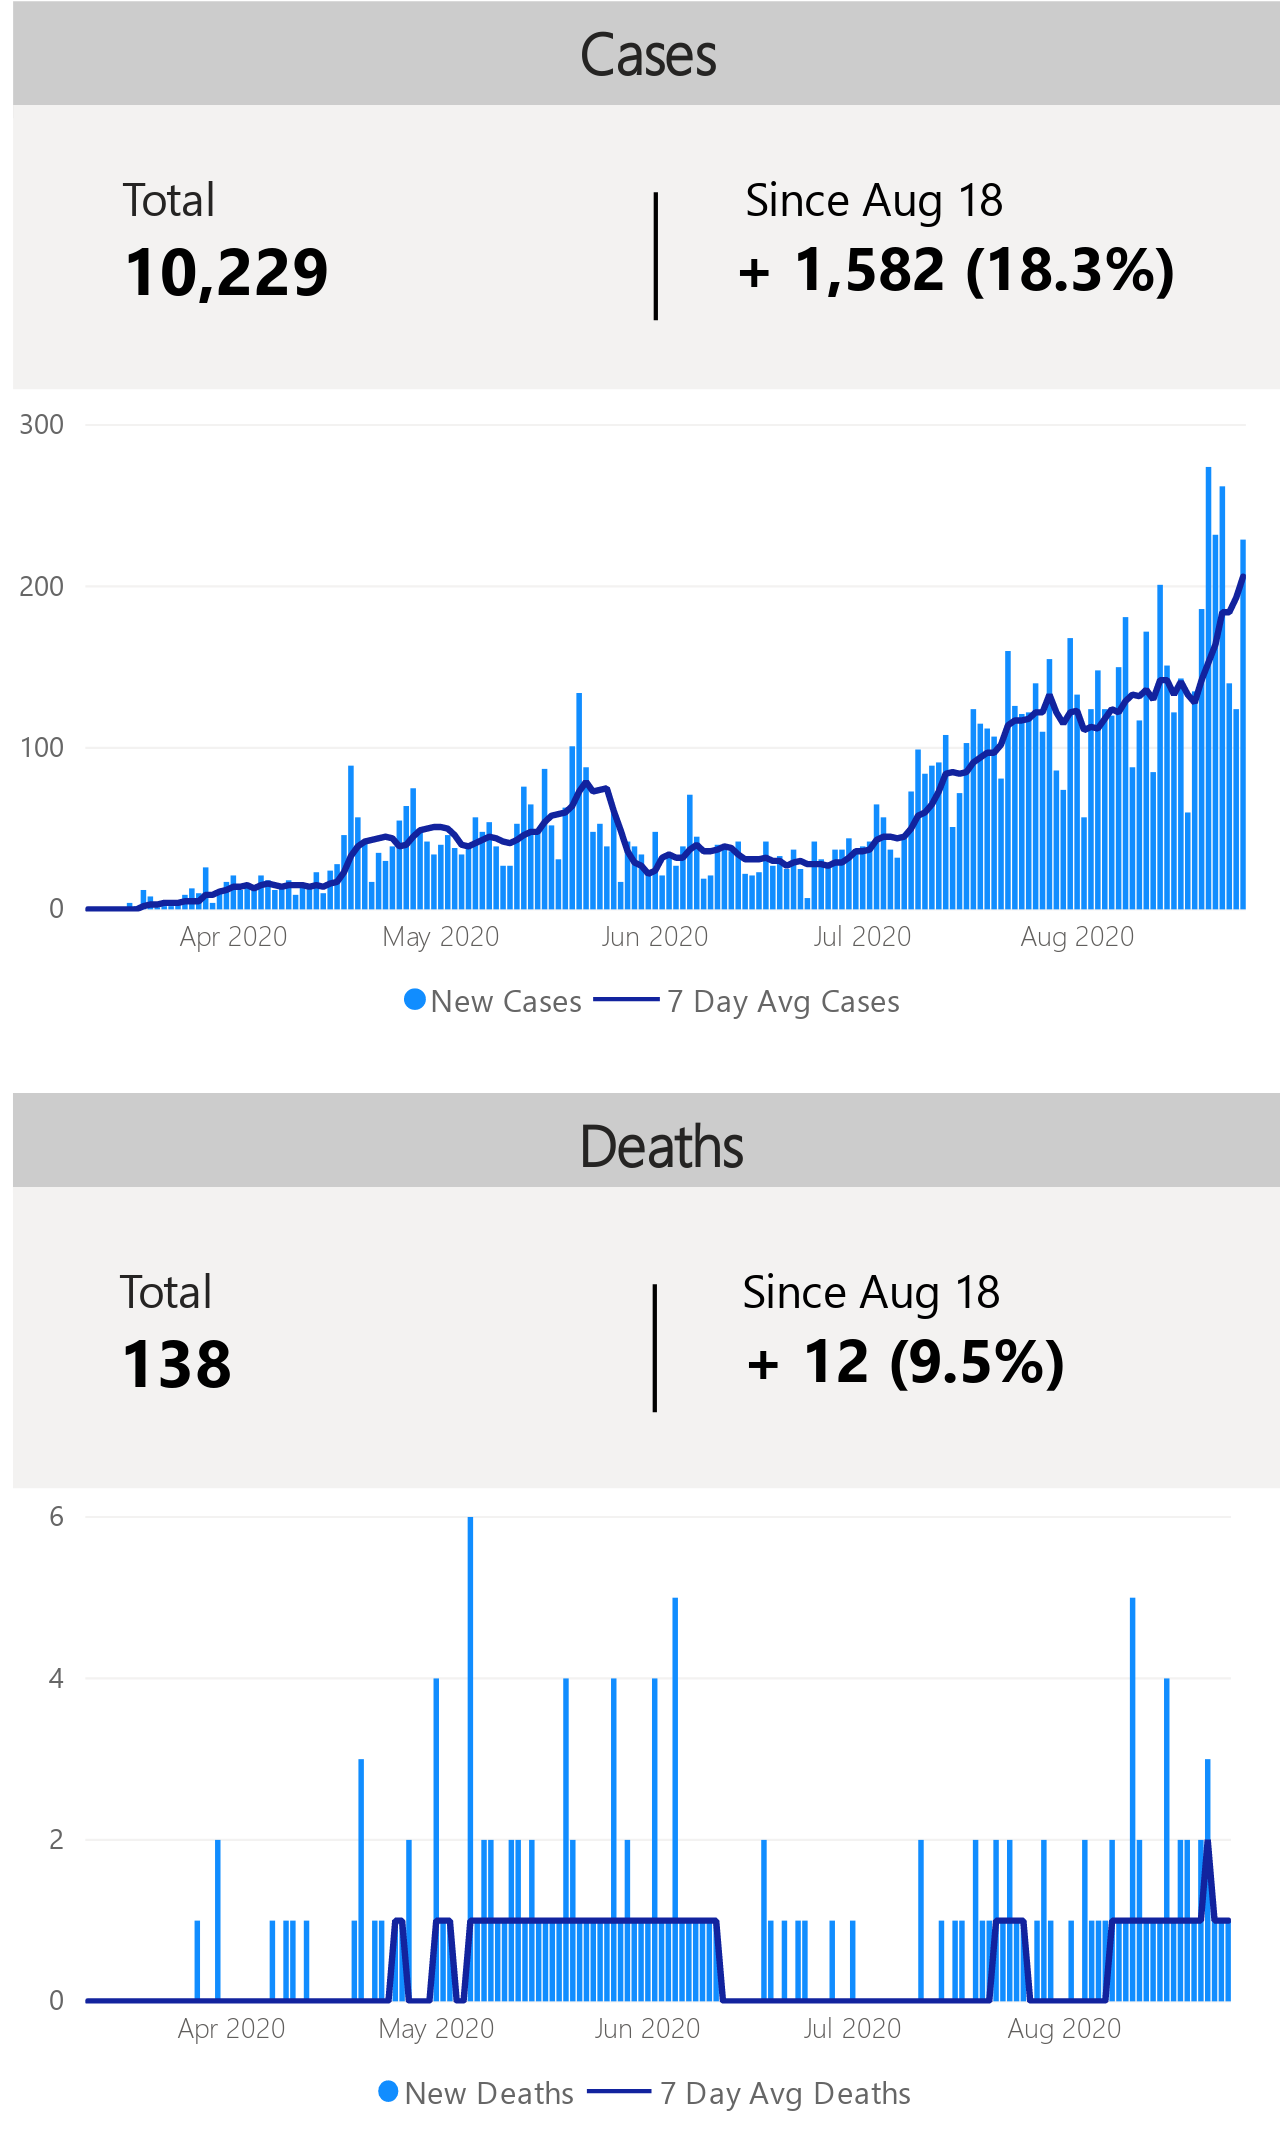 Cases
Total
Since Aug 18
10,229
+ 1,582 (18.3%)
300
200
100
0
Apr 2020
May 2020
Jun 2020
Jul 2020
Aug 2020
New Cases
7 Day Avg Cases
Deaths
Total
Since Aug 18
138
+ 12 (9.5%)
6
4
2
0
Apr 2020
May 2020
Jun 2020
Jul 2020
Aug 2020
New Deaths
7 Day Avg Deaths